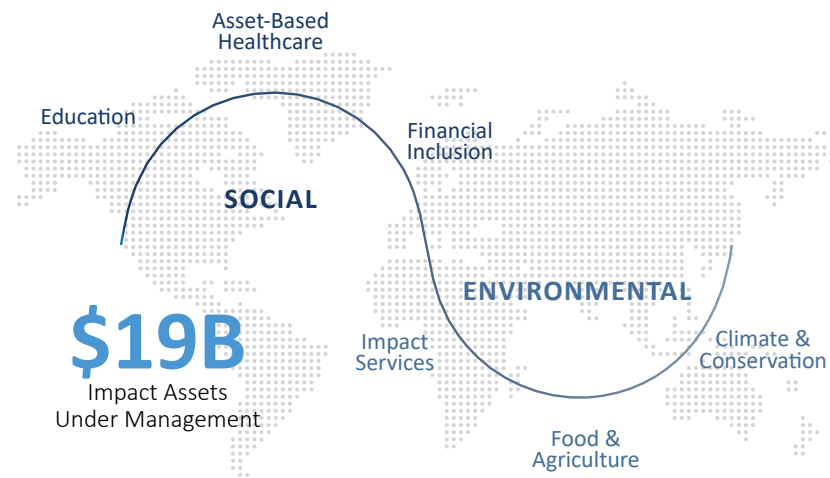 Asset-Based
Healthcare
Education
Financial
Inclusion
SOCIAL
ENVIRONMENTAL
$19B
Impact Assets
Under Management
Impact
Services
Climate &
Conservation
Food &
Agriculture